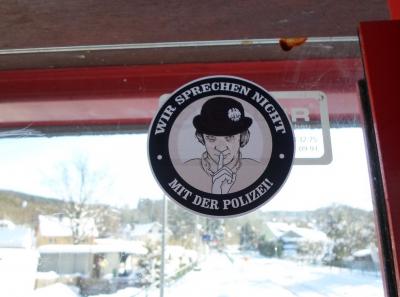 WIR SPRECHEN NICHT
MIT DER POLIZEI!